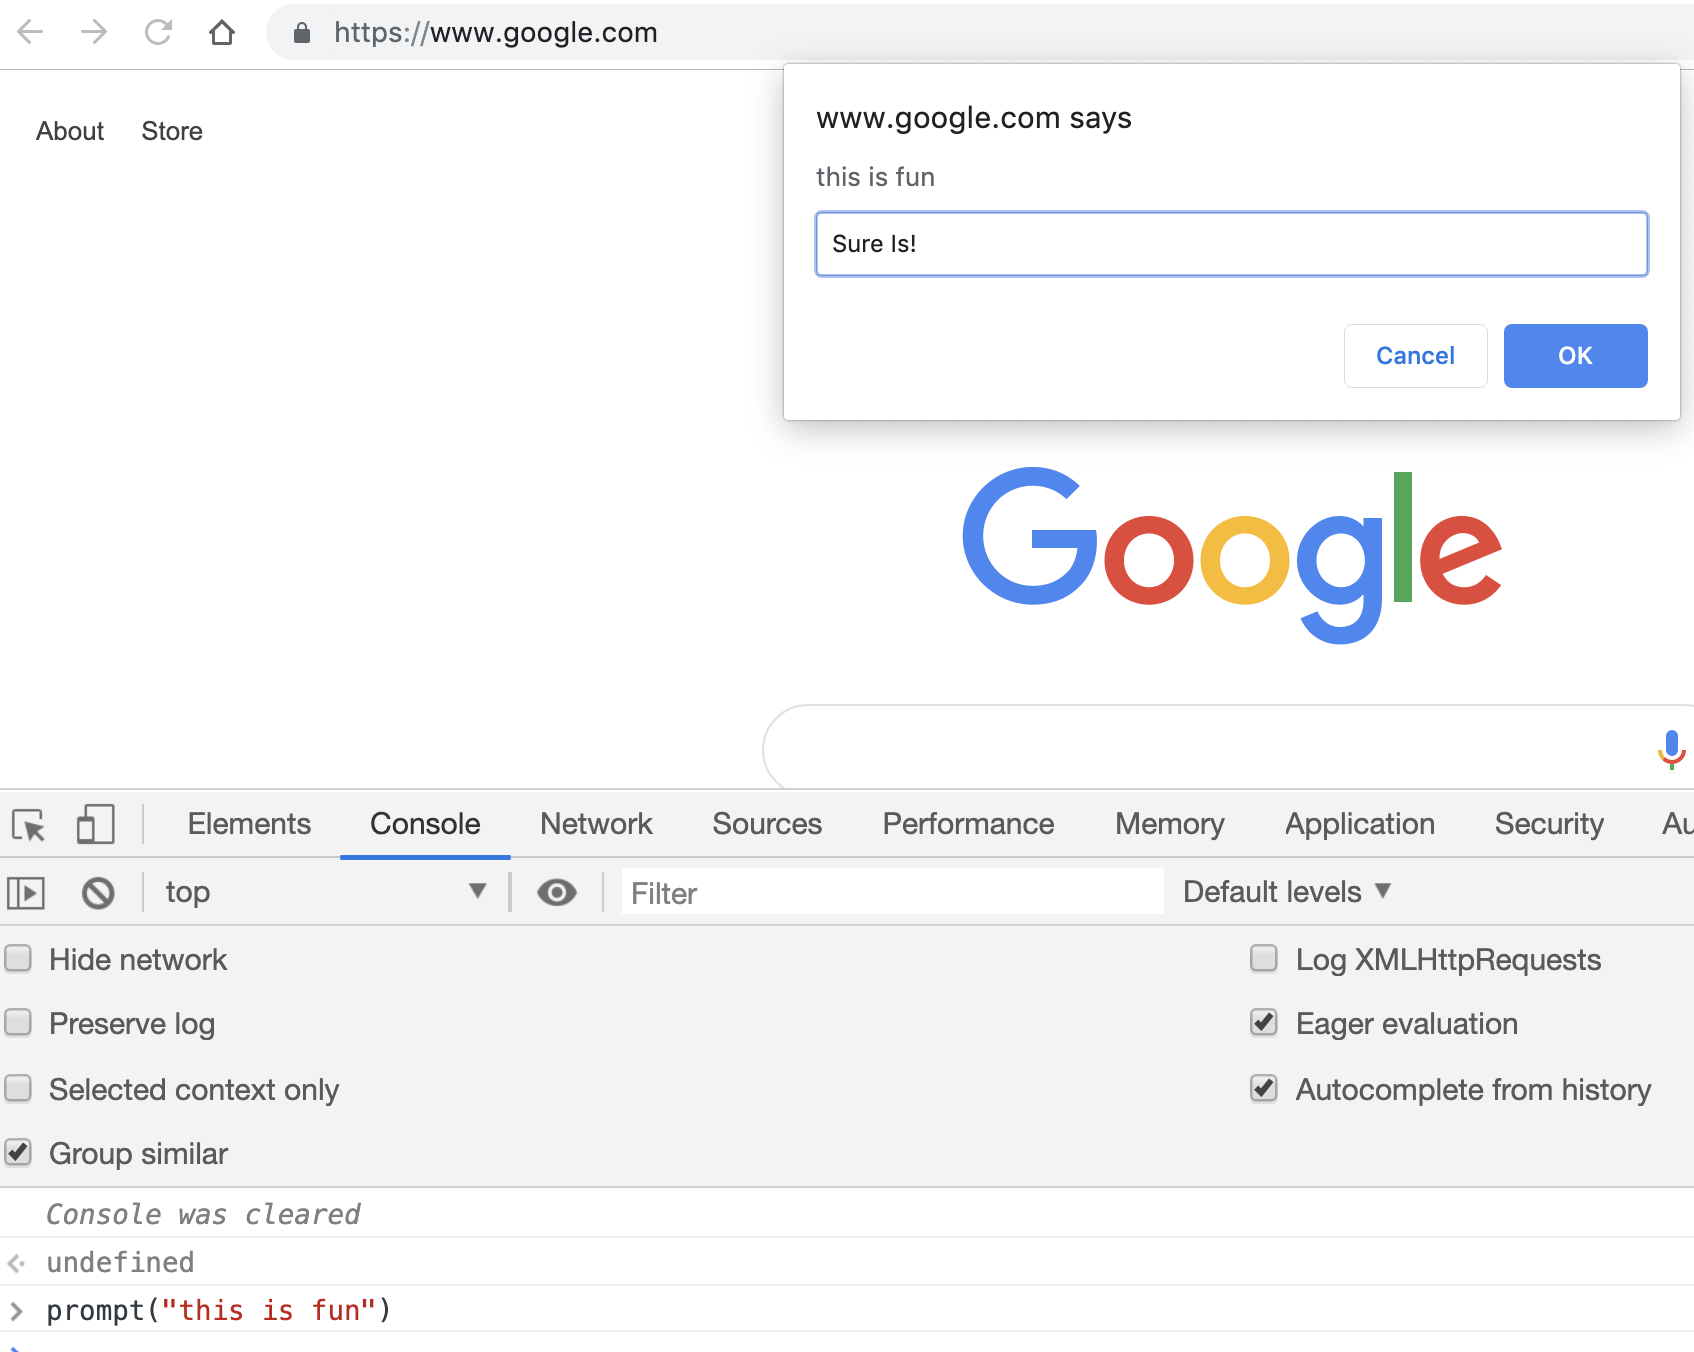 https://www.google.com
About Store
www.google.com says
this is fun
Sure Is!
Cancel OK
Google
Elements Console Network Sources Performance Memory Application Security Au
top Filter Default levels
Hide network Log XMLHttpRequests
Preserve log Eager evaluation
Selected context only Autocomplete from history
Group similar
Console was cleared
undefined
prompt("this is fun")